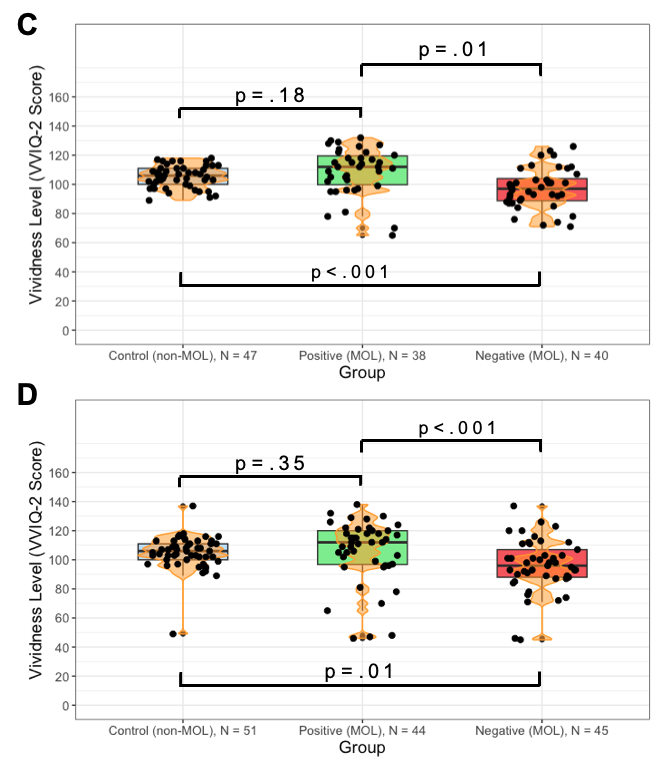 C
p=.01
p=.18
160
140
120
100
80
60
40
20
0
p<.001
Vividness Level (VVIQ-2 Score)
Control (non-MOL), N = 47
Positive (MOL), N = 38
Negative (MOL), N = 40
Group
D
p<.001
p=.35
160
140
120
100
80
60
40
20
0
p=.01
Vividness Level (VVIQ-2 Score)
Control (non-MOL), N = 51
Positive (MOL), N = 44
Negative (MOL), N = 45
Group